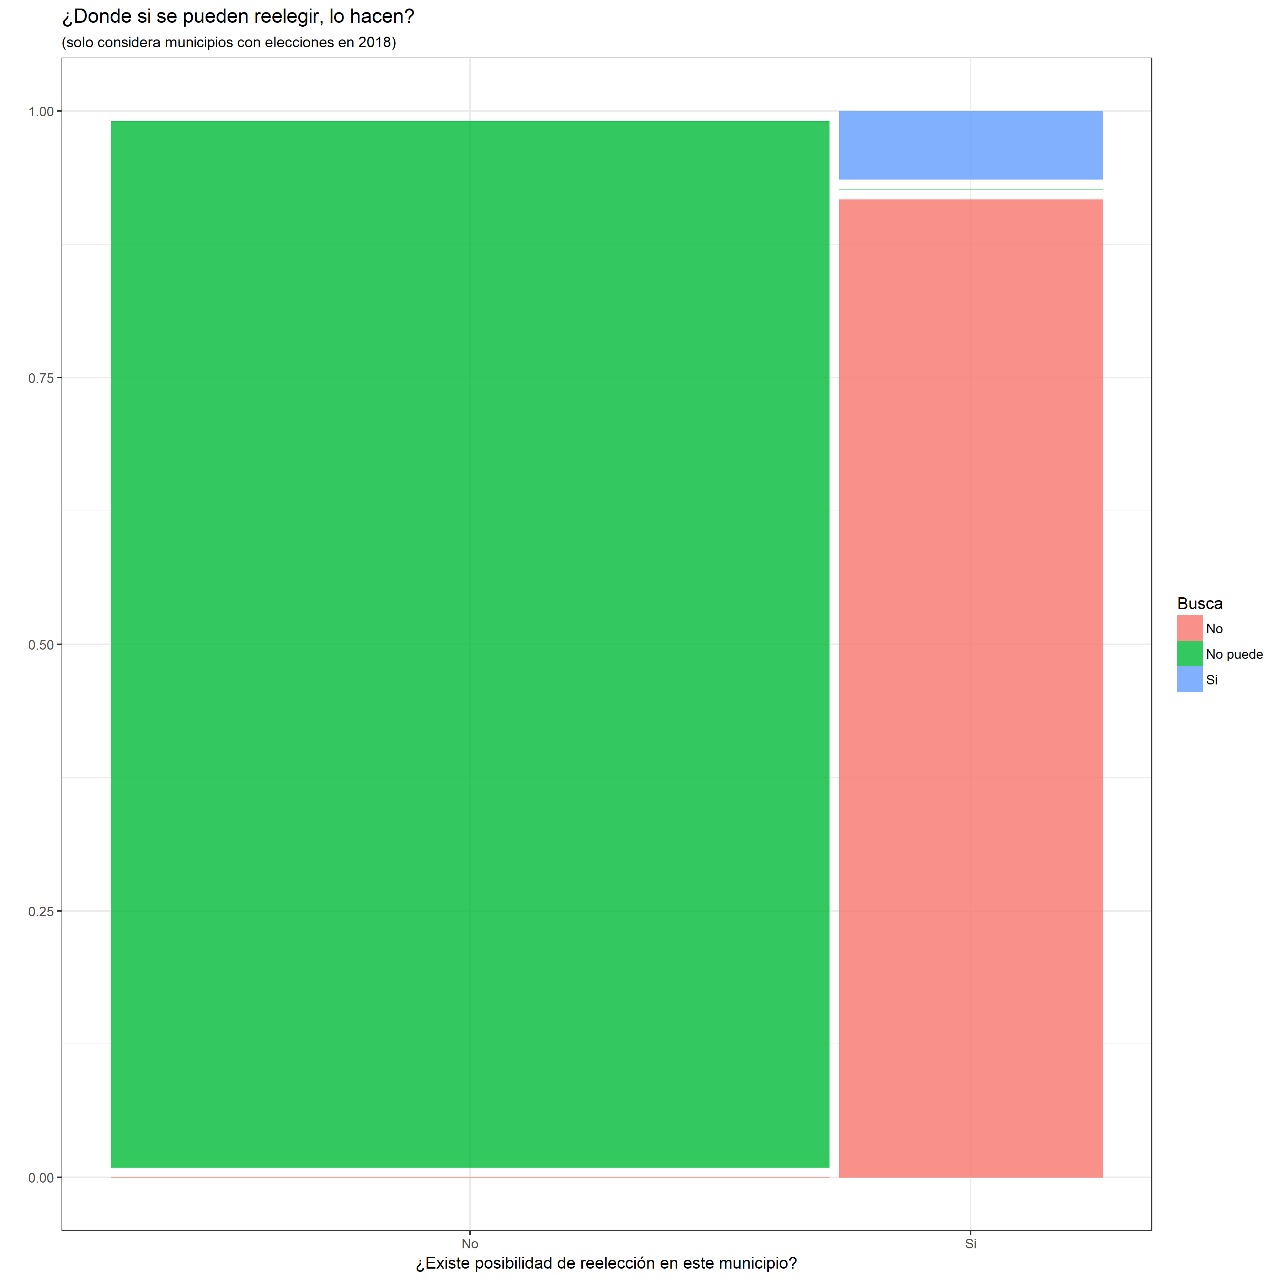 ¿Donde si se pueden reelegir, lo hacen?
(solo considera municipios con elecciones en 2018)
1.00
0.75
0.50
0.25
0.00
No
Si
¿Existe posibilidad de reelección en este municipio?
Busca
No
No puede
Si